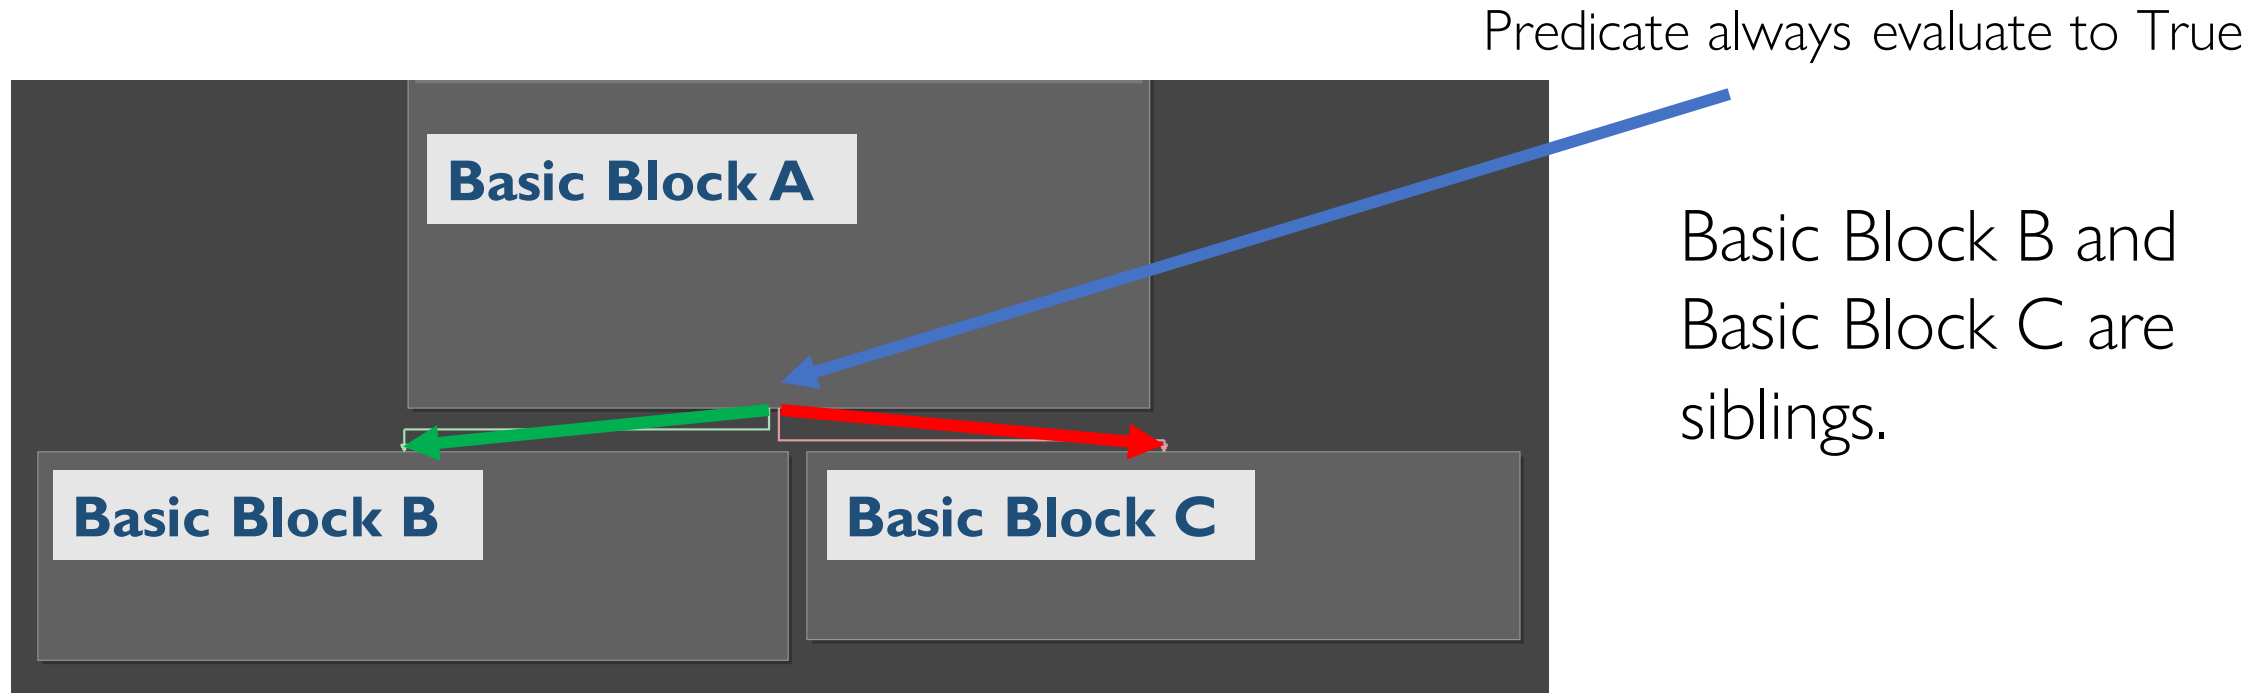 Predicate always evaluate to True
Basic Block A
Basic Block B and
Basic Block C are
siblings.
Basic Block B
Basic Block C